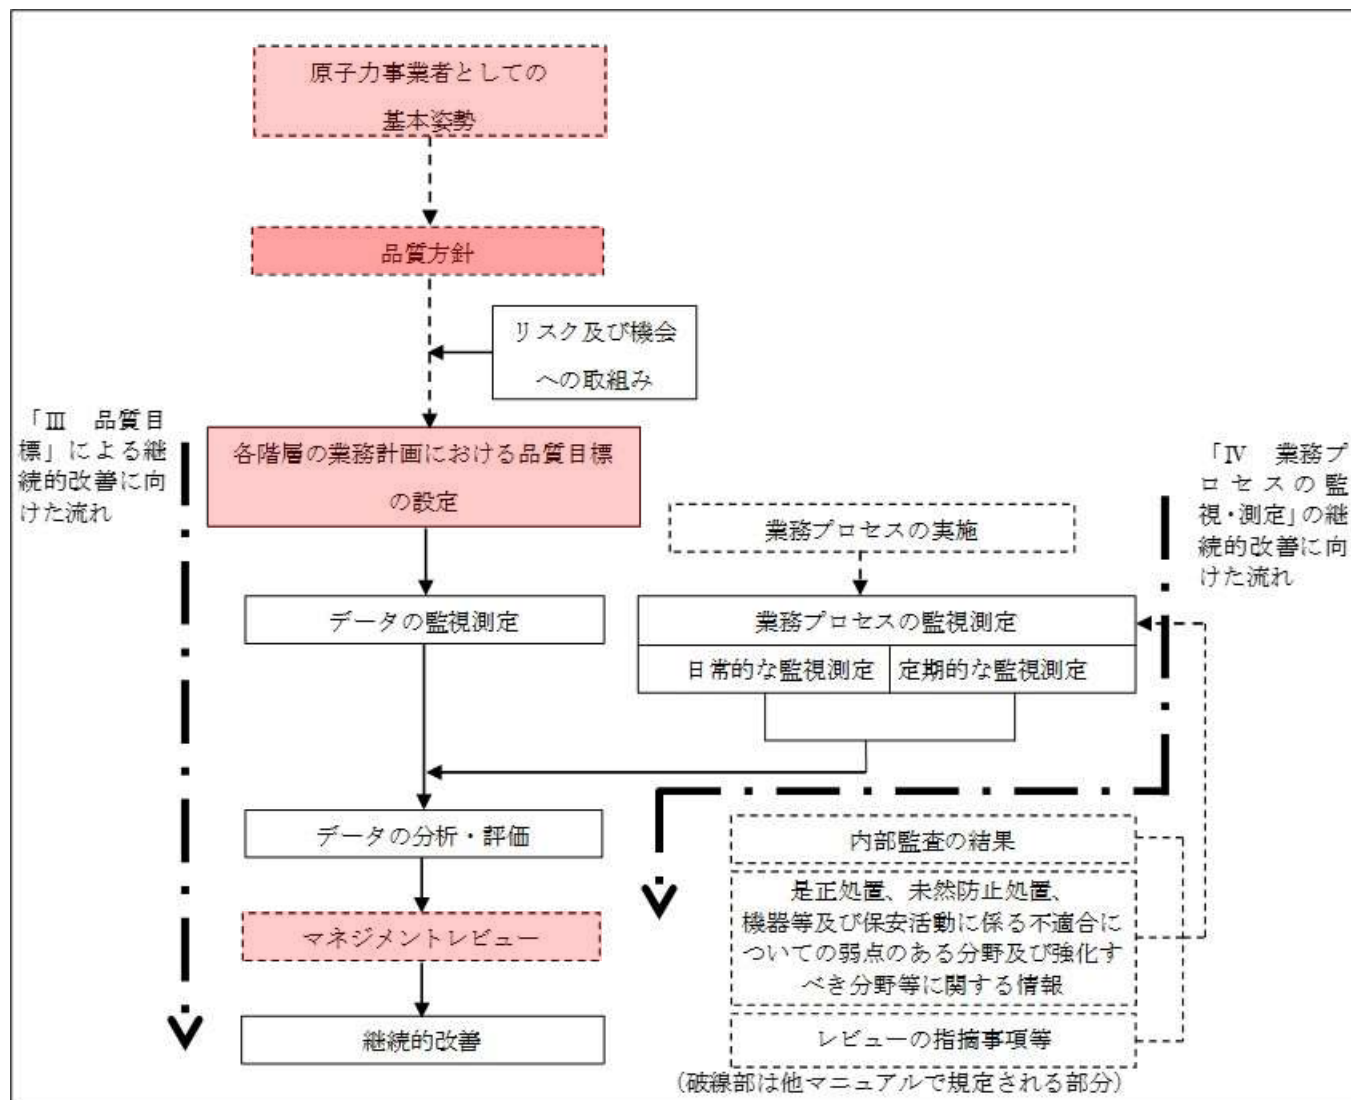 原子力事業者としての
基本姿勢
品質方針
リスク及び機会
への取組み
「Ⅲ　品質目
標」による継
続的改善に向
けた流れ
各階層の業務計画における品質目標
の設定
「Ⅳ　業務プ
ロセスの監
視・測定」の継
続的改善に向
けた流れ
業務プロセスの実施
データの監視測定
業務プロセスの監視測定
日常的な監視測定
定期的な監視測定
データの分析・評価
内部監査の結果
是正処置、未然防止処置、
機器等及び保安活動に係る不適合に
ついての弱点のある分野及び強化す
べき分野等に関する情報
マネジメントレビュー
継続的改善
レビューの指摘事項等
（破線部は他マニュアルで規定される部分）